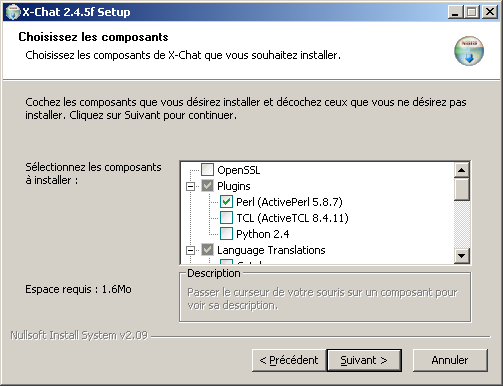 X-Chat 2.4.5f Setup
Choisissez les composants
Choisissez les composants de X-Chat que vous souhaitez installer.
Cochez les composants que vous désirez installer et décochez ceux que vous ne désirez pas
installer. Cliquez sur Suivant pour continuer.
Sélectionnez les composants
à installer :
OpenSSL
Plugins
Perl (ActivePerl 5.8.7)
TCL (ActiveTCL 8.4.11)
Python 2.4
Language Translations
Espace requis : 1.6Mo
Description
Passer le curseur de votre souris sur un composant pour
voir sa description.
Nullsoft Install System v2.09
< Précédent
Suivant >
Annuler